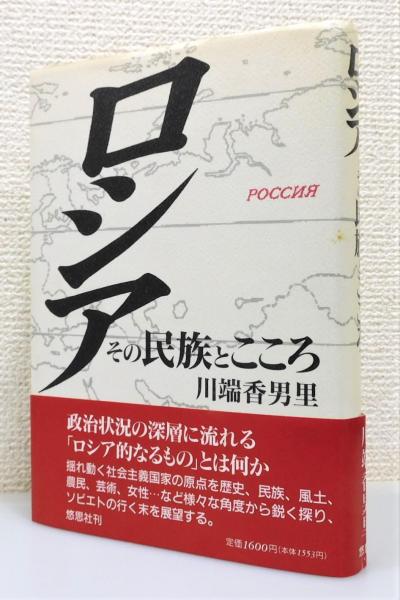 ロシア
РОССИЯ
その民族とこころ
川端香男里
政治状況の深層に流れる
「ロシア的なるもの」とは何か
揺れ動く社会主義国家の原点を歴史、民族、風土、
農民、芸術、女性…など様々な角度から鋭く探り、
ソビエトの行く末を展望する。
悠思社刊
定価1600円(本体1553円)
ロシア